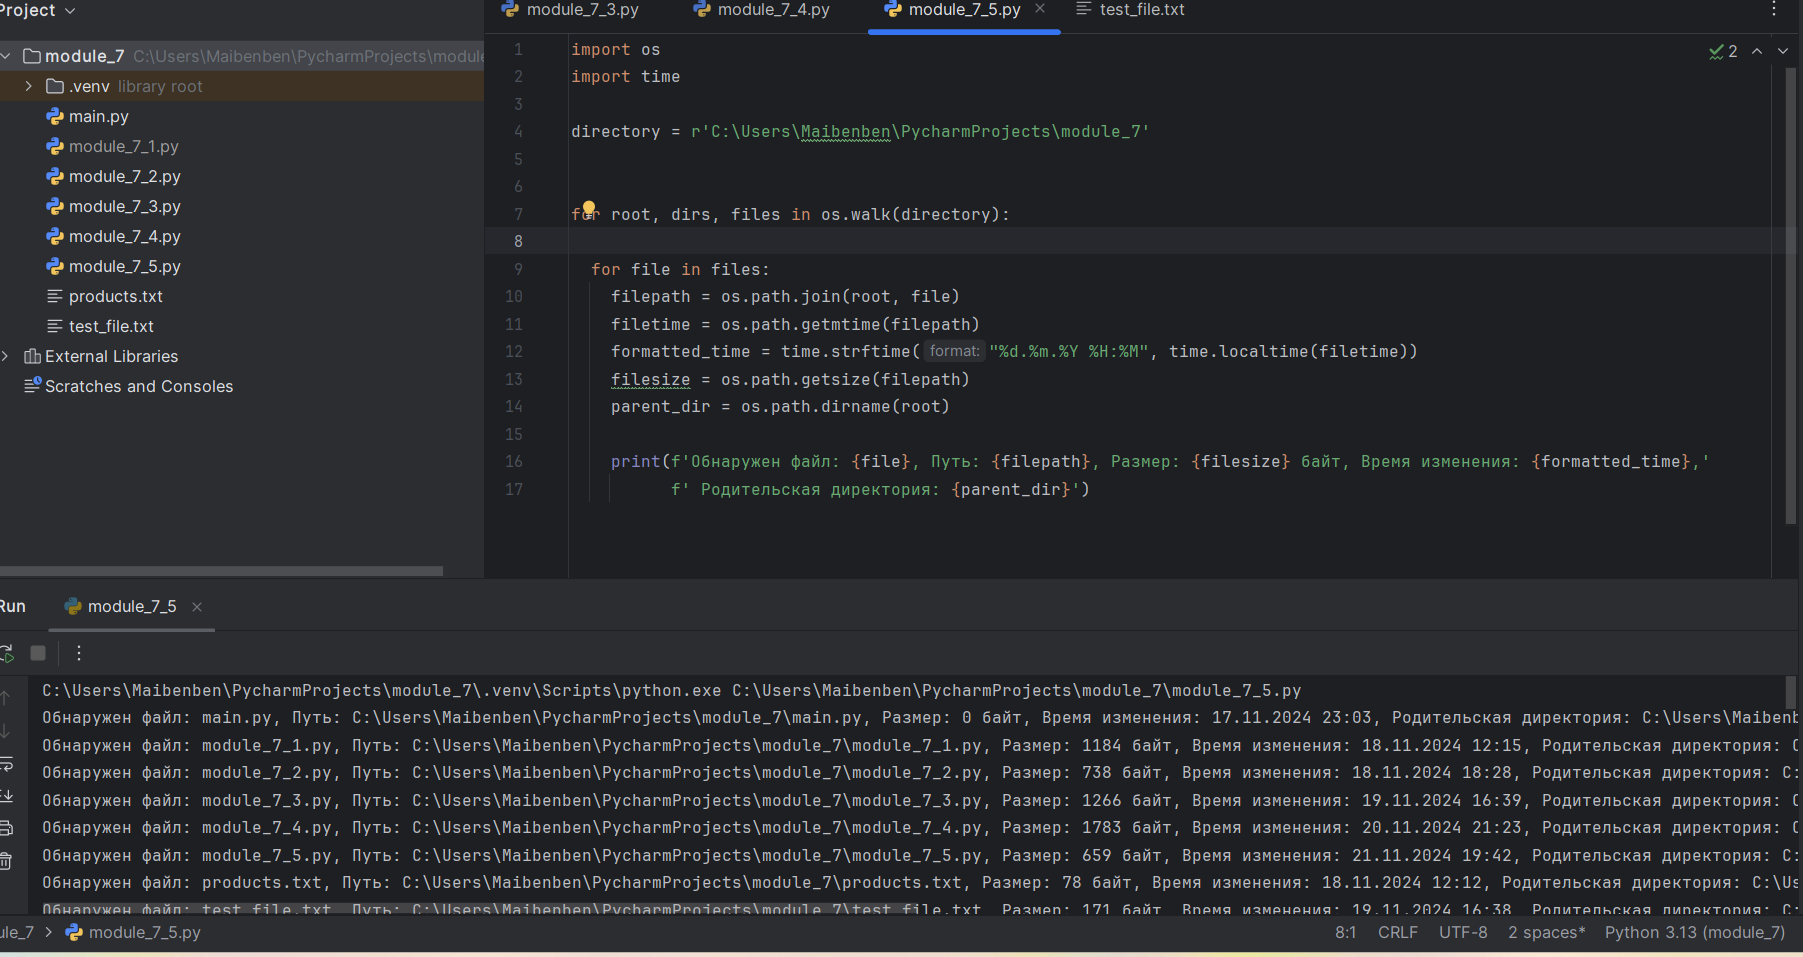 Project
module_7 C:\Users\Maibenben\PycharmProjects\module
.venv library root
main.py
module_7_1.py
module_7_2.py
module_7_3.py
module_7_4.py
module_7_5.py
products.txt
test_file.txt
External Libraries
Scratches and Consoles
module_7_3.py module_7_4.py module_7_5.py test_file.txt
2
1 import os
2 import time
3
4 directory = r'C:\Users\Maibenben\PycharmProjects\module_7'
5
6
7 for root, dirs, files in os.walk(directory):
8
9 for file in files:
10 filepath = os.path.join(root, file)
11 filetime = os.path.getmtime(filepath)
12 formatted_time = time.strftime( format: "%d.%m.%Y %H:%M", time.localtime(filetime))
13 filesize = os.path.getsize(filepath)
14 parent_dir = os.path.dirname(root)
15
16 print(f'Обнаружен файл: {file}, Путь: {filepath}, Размер: {filesize} байт, Время изменения: {formatted_time},'
17 f' Родительская директория: {parent_dir}')
Run module_7_5
C:\Users\Maibenben\PycharmProjects\module_7\.venv\Scripts\python.exe C:\Users\Maibenben\PycharmProjects\module_7\module_7_5.py
Обнаружен файл: main.py, Путь: C:\Users\Maibenben\PycharmProjects\module_7\main.py, Размер: 0 байт, Время изменения: 17.11.2024 23:03, Родительская директория: C:\Users\Maibenb
Обнаружен файл: module_7_1.py, Путь: C:\Users\Maibenben\PycharmProjects\module_7\module_7_1.py, Размер: 1184 байт, Время изменения: 18.11.2024 12:15, Родительская директория: C
Обнаружен файл: module_7_2.py, Путь: C:\Users\Maibenben\PycharmProjects\module_7\module_7_2.py, Размер: 738 байт, Время изменения: 18.11.2024 18:28, Родительская директория: C:
Обнаружен файл: module_7_3.py, Путь: C:\Users\Maibenben\PycharmProjects\module_7\module_7_3.py, Размер: 1266 байт, Время изменения: 19.11.2024 16:39, Родительская директория: C
Обнаружен файл: module_7_4.py, Путь: C:\Users\Maibenben\PycharmProjects\module_7\module_7_4.py, Размер: 1783 байт, Время изменения: 20.11.2024 21:23, Родительская директория: C
Обнаружен файл: module_7_5.py, Путь: C:\Users\Maibenben\PycharmProjects\module_7\module_7_5.py, Размер: 659 байт, Время изменения: 21.11.2024 19:42, Родительская директория: C:
Обнаружен файл: products.txt, Путь: C:\Users\Maibenben\PycharmProjects\module_7\products.txt, Размер: 78 байт, Время изменения: 18.11.2024 12:12, Родительская директория: C:\Us
Обнаружен файл: test_file.txt, Путь: C:\Users\Maibenben\PycharmProjects\module_7\test_file.txt, Размер: 171 байт, Время изменения: 19.11.2024 16:38, Родительская директория: C:
ule_7 module_7_5.py 8:1 CRLF UTF-8 2 spaces* Python 3.13 (module_7)